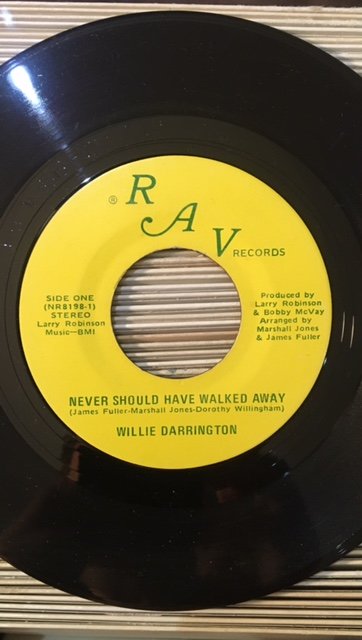 ® R A V
RECORDS
SIDE ONE
(NR8198-1)
STEREO
Larry Robinson
Music—BMI
Produced by
Larry Robinson
& Bobby McVay
Arranged by
Marshall Jones
& James Fuller
NEVER SHOULD HAVE WALKED AWAY
(James Fuller-Marshall Jones-Dorothy Willingham)
WILLIE DARRINGTON